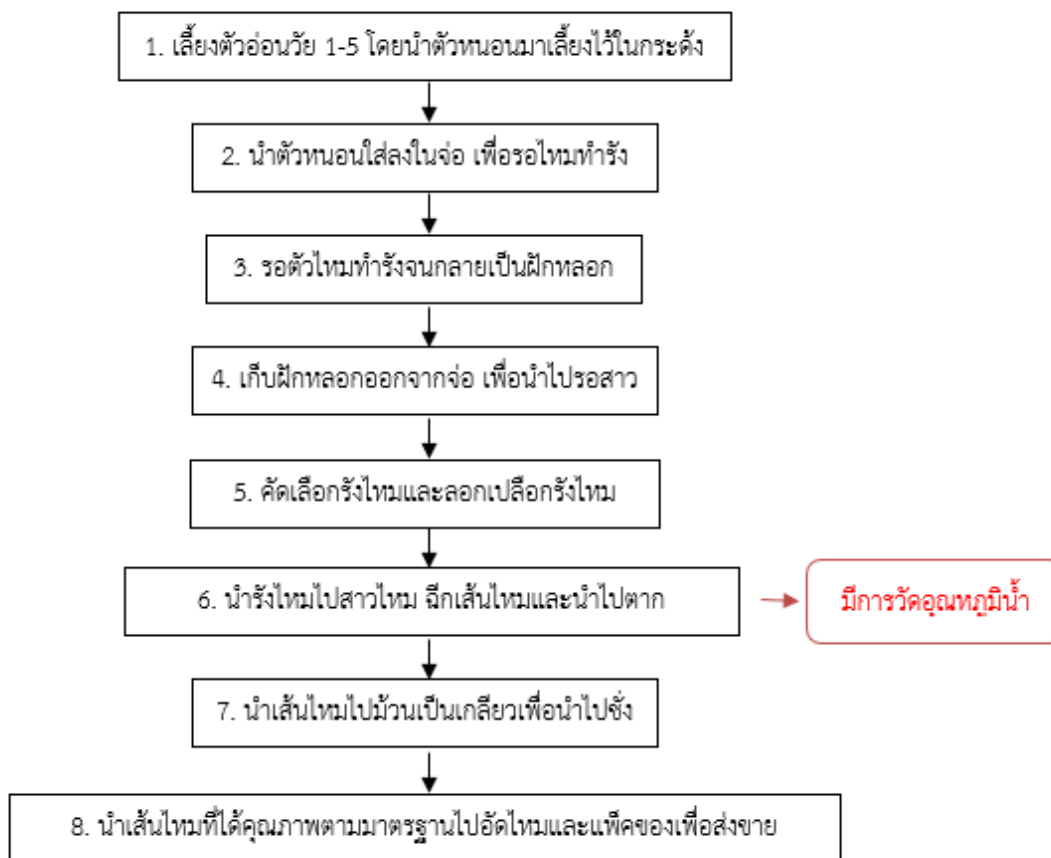 1. เลี้ยงตัวอ่อนวัย 1-5 โดยนำตัวหนอนมาเลี้ยงไว้ในกระด้ง
2. นำตัวหนอนใส่ลงในจ่อ เพื่อรอไหมทำรัง
3. รอตัวไหมทำรังจนกลายเป็นฝักหลอก
4. เก็บฝักหลอกออกจากจ่อ เพื่อนำไปรอสาว
5. คัดเลือกรังไหมและลอกเปลือกรังไหม
6. นำรังไหมไปสาวไหม ฉีกเส้นไหมและนำไปตาก
มีการวัดอุณหภูมิน้ำ
7. นำเส้นไหมไปม้วนเป็นเกลียวเพื่อนำไปชั่ง
8. นำเส้นไหมที่ได้คุณภาพตามมาตรฐานไปอัดไหมและแพ็คของเพื่อส่งขาย